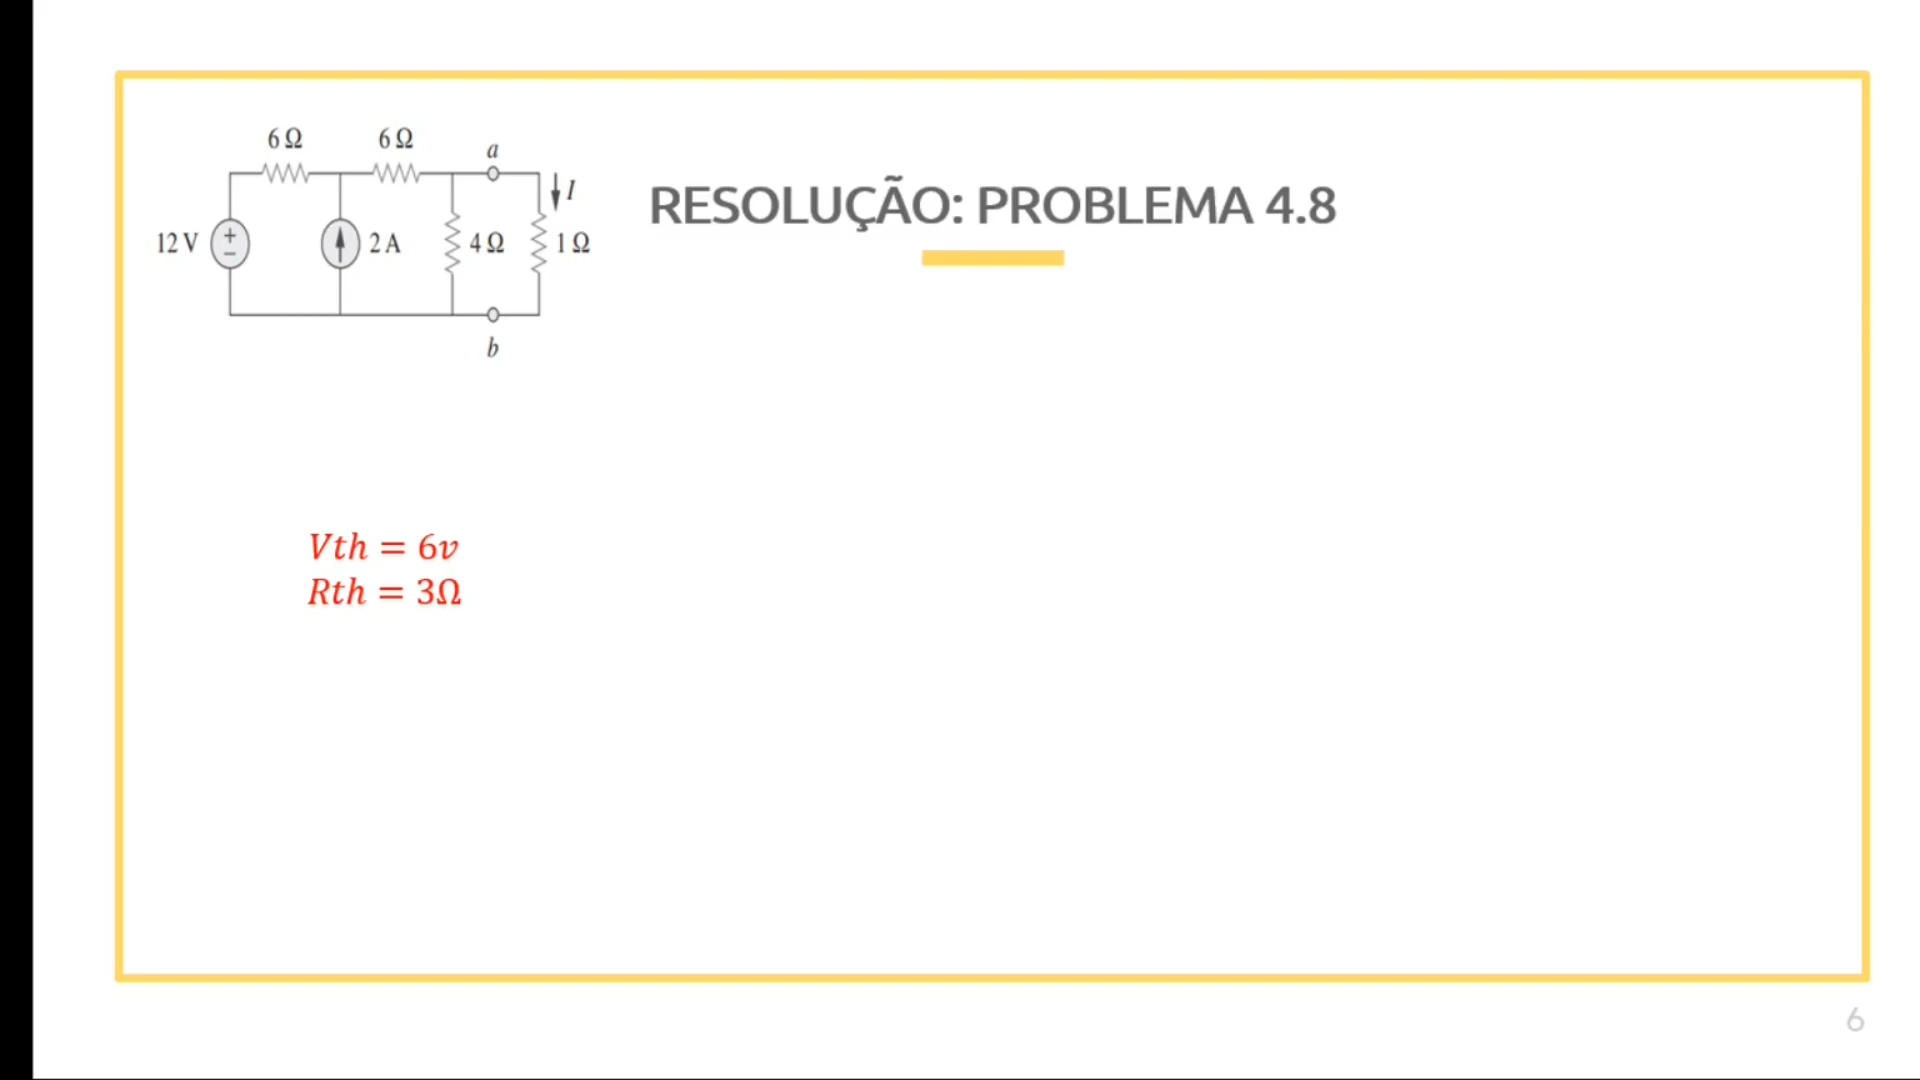 6 Ω 6 Ω
a
I
RESOLUÇÃO: PROBLEMA 4.8
12 V + − 2 A 4 Ω 1 Ω
b
Vth = 6v
Rth = 3Ω
6